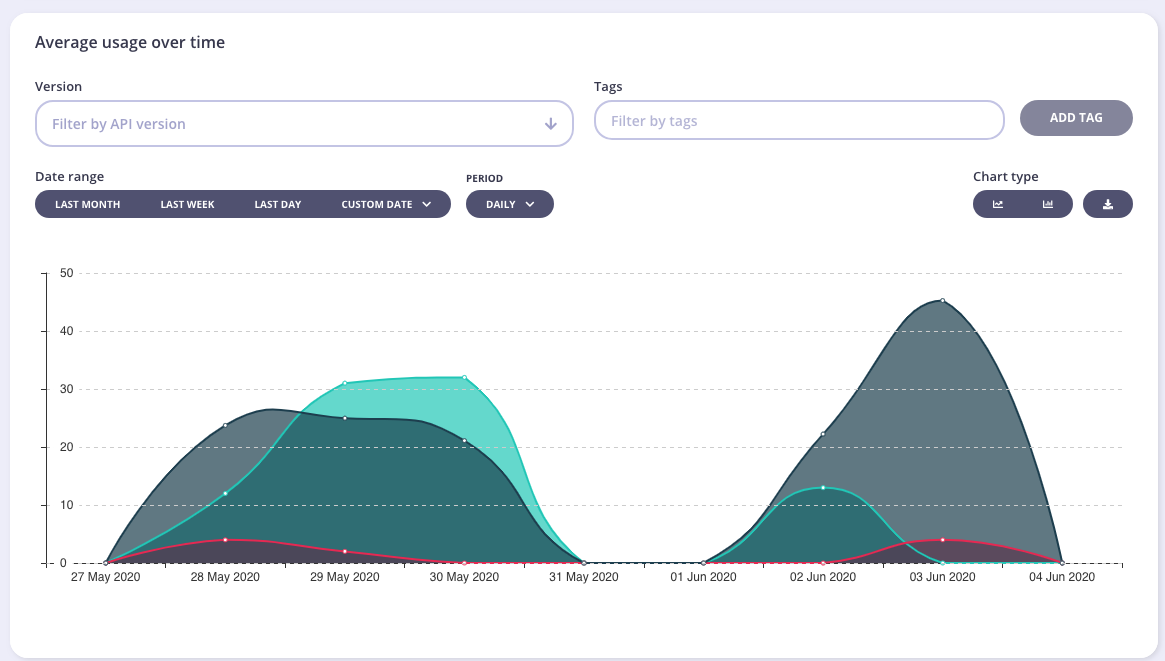 Average usage over time
Version
Tags
Filter by API version
Filter by tags
ADD TAG
Date range
PERIOD
Chart type
LAST MONTH LAST WEEK LAST DAY CUSTOM DATE
DAILY
50
40
30
20
10
0
27 May 2020 28 May 2020 29 May 2020 30 May 2020 31 May 2020 01 Jun 2020 02 Jun 2020 03 Jun 2020 04 Jun 2020